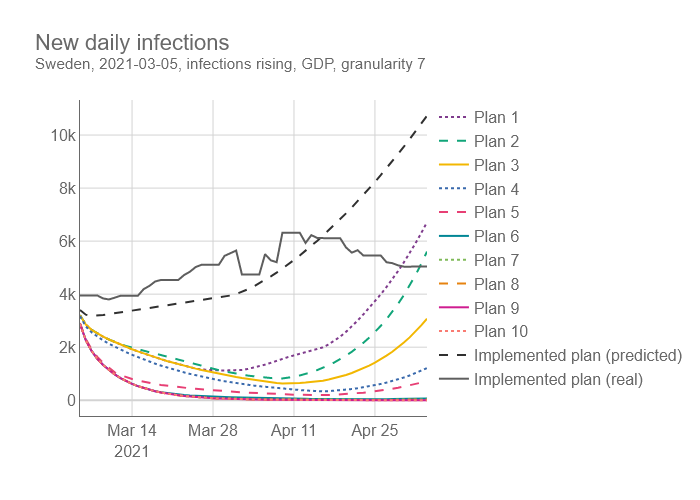 New daily infections
Sweden, 2021-03-05, infections rising, GDP, granularity 7
10k
8k
6k
4k
2k
0
Mar 14
2021
Mar 28
Apr 11
Apr 25
Plan 1
Plan 2
Plan 3
Plan 4
Plan 5
Plan 6
Plan 7
Plan 8
Plan 9
Plan 10
Implemented plan (predicted)
Implemented plan (real)